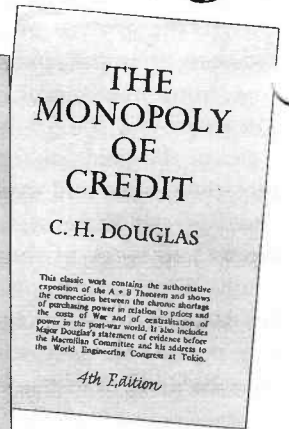 THE
MONOPOLY
OF
CREDIT
C. H. DOUGLAS
This classic work contains the authoritative
exposition of the A + B Theorem and shows
the connection between the chronic shortage
of purchasing power in relation to prices and
the costs of War and of centralisation of
power in the post-war world. It also includes
Major Douglas's statement of evidence before
the Macmillan Committee and his address to
the World Engineering Congress at Tokio.
4th Edition